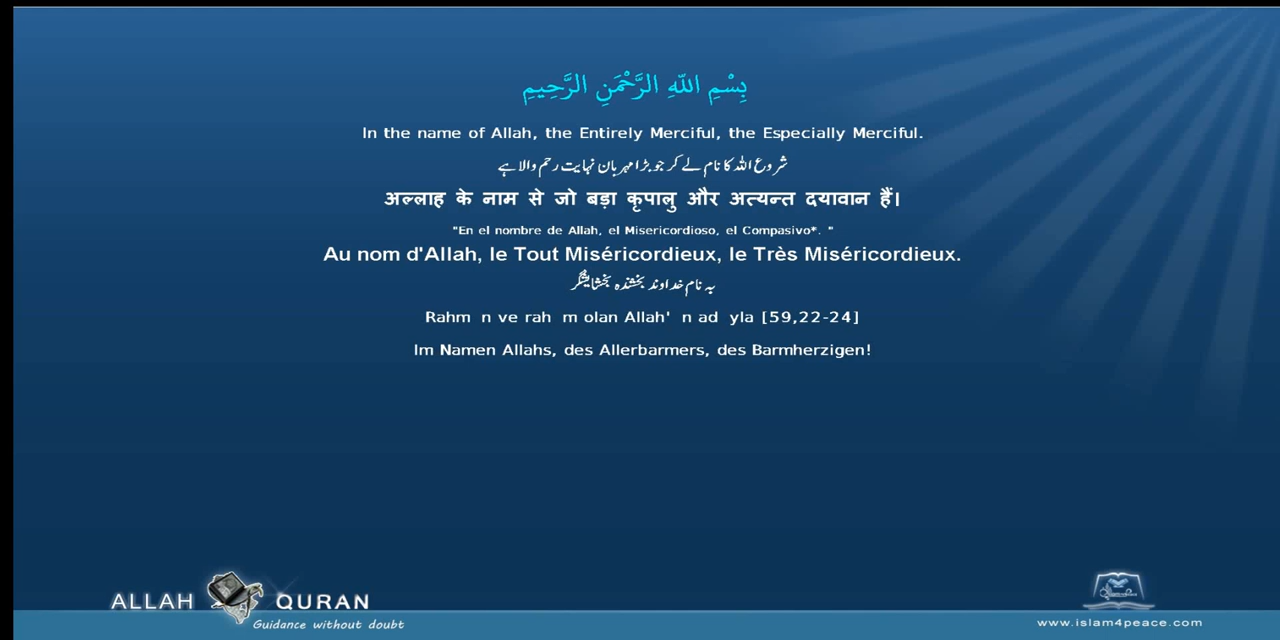 بِسْمِ اللّهِ الرَّحْمَنِ الرَّحِيمِ
In the name of Allah, the Entirely Merciful, the Especially Merciful.
شروع الله کا نام لے کر جو بڑا مہربان نہایت رحم والا ہے
अल्लाह के नाम से जो बड़ा कृपालु और अत्यन्त दयावान हैं।
"En el nombre de Allah, el Misericordioso, el Compasivo*. "
Au nom d'Allah, le Tout Miséricordieux, le Très Miséricordieux.
به نام خداوند بخشنده بخشایشگر
Rahm n ve rah m olan Allah' n ad yla [59,22-24]
Im Namen Allahs, des Allerbarmers, des Barmherzigen!
ALLAH QURAN
Guidance without doubt
www.islam4peace.com